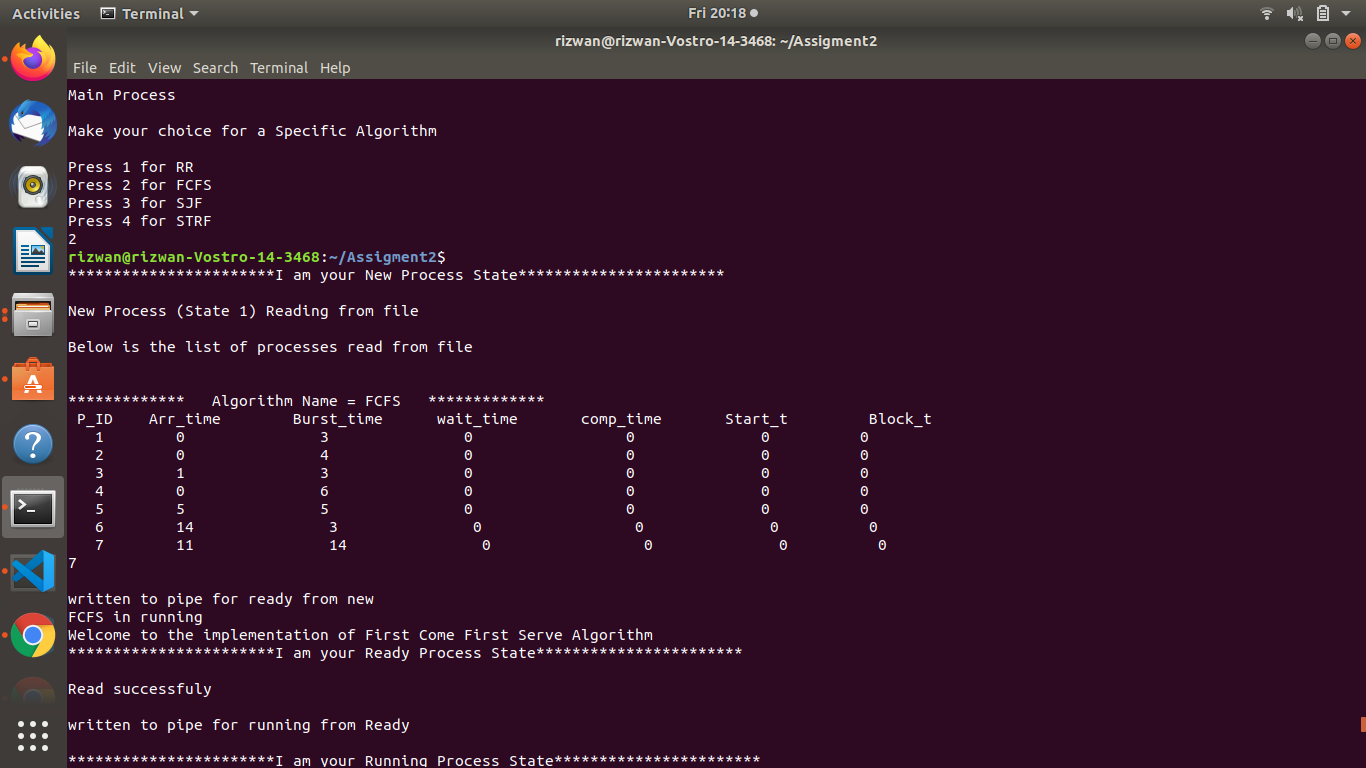 Activities Terminal Fri 20:18
rizwan@rizwan-Vostro-14-3468: ~/Assigment2
File Edit View Search Terminal Help
Main Process
Make your choice for a Specific Algorithm
Press 1 for RR
Press 2 for FCFS
Press 3 for SJF
Press 4 for STRF
2
rizwan@rizwan-Vostro-14-3468:~/Assigment2$
***********************I am your New Process State***********************
New Process (State 1) Reading from file
Below is the list of processes read from file
************* Algorithm Name = FCFS *************
P_ID Arr_time Burst_time wait_time comp_time Start_t Block_t
1 0 3 0 0 0 0
2 0 4 0 0 0 0
3 1 3 0 0 0 0
4 0 6 0 0 0 0
5 5 5 0 0 0 0
6 14 3 0 0 0 0
7 11 14 0 0 0 0
7
written to pipe for ready from new
FCFS in running
Welcome to the implementation of First Come First Serve Algorithm
***********************I am your Ready Process State***********************
Read successfuly
written to pipe for running from Ready
***********************I am your Running Process State***********************